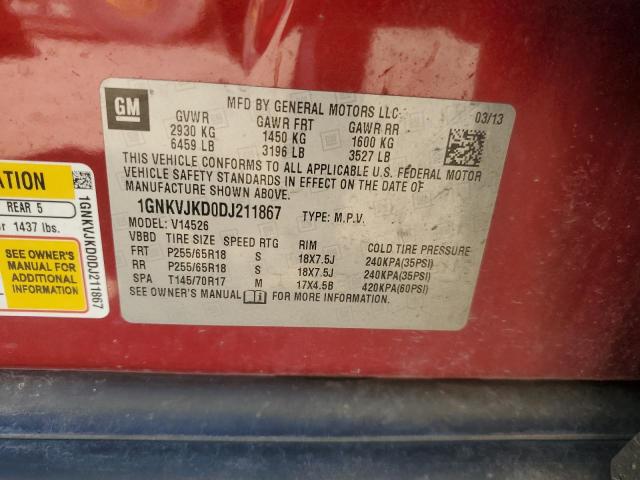 GM
MFD BY GENERAL MOTORS LLC
03/13
GVWR GAWR FRT GAWR RR
2930 KG 1450 KG 1600 KG
6459 LB 3196 LB 3527 LB
THIS VEHICLE CONFORMS TO ALL APPLICABLE U.S. FEDERAL MOTOR
VEHICLE SAFETY STANDARDS IN EFFECT ON THE DATE OF
MANUFACTURE SHOWN ABOVE.
1GNKVJKD0DJ211867 TYPE: M.P.V.
MODEL: V14526
VBBD TIRE SIZE SPEED RTG RIM COLD TIRE PRESSURE
FRT P255/65R18 S 18X7.5J 240KPA(35PSI)
RR P255/65R18 S 18X7.5J 240KPA(35PSI)
SPA T145/70R17 M 17X4.5B 420KPA(60PSI)
SEE OWNER'S MANUAL FOR MORE INFORMATION.
ATION
REAR 5
r 1437 lbs.
SEE OWNER'S
MANUAL FOR
ADDITIONAL
INFORMATION
1GNKVJKD0DJ211867